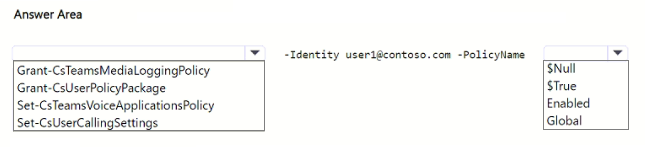 Answer Area
-Identity user1@contoso.com -PolicyName
Grant-CsTeamsMediaLoggingPolicy
Grant-CsUserPolicyPackage
Set-CsTeamsVoiceApplicationsPolicy
Set-CsUserCallingSettings
$Null
$True
Enabled
Global